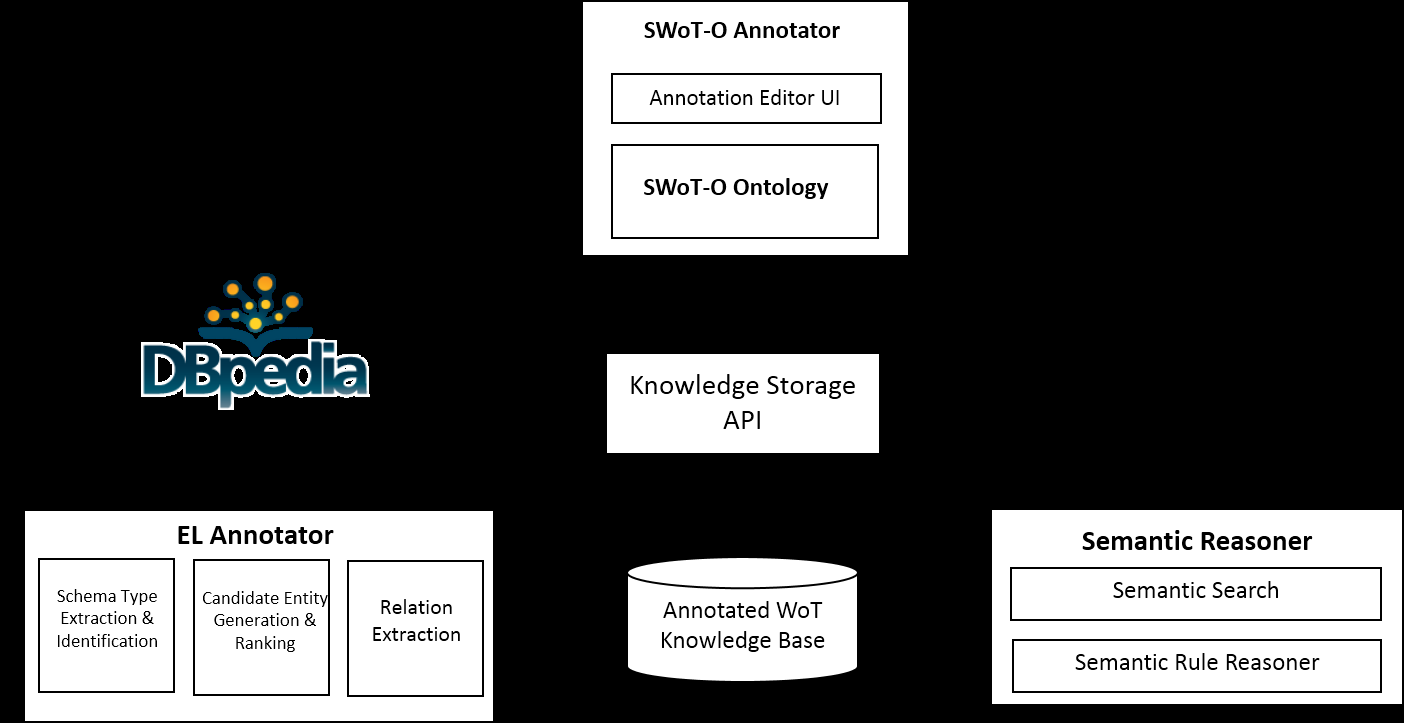 SWoT-O Annotator
Annotation Editor UI
SWoT-O Ontology
DBpedia
Knowledge Storage
API
EL Annotator
Schema Type
Extraction &
Identification
Candidate Entity
Generation &
Ranking
Relation
Extraction
Annotated WoT
Knowledge Base
Semantic Reasoner
Semantic Search
Semantic Rule Reasoner